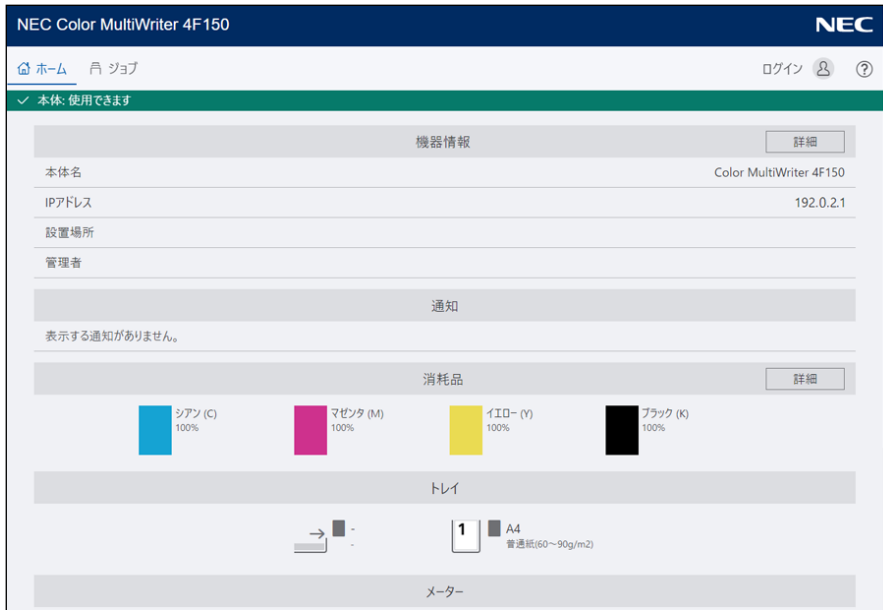 NEC Color MultiWriter 4F150
NEC
ホーム ジョブ
ログイン ?
本体: 使用できます
機器情報 詳細
本体名 Color MultiWriter 4F150
IPアドレス 192.0.2.1
設置場所
管理者
通知
表示する通知がありません。
消耗品 詳細
シアン (C) マゼンタ (M) イエロー (Y) ブラック (K)
100% 100% 100% 100%
トレイ
- 1 A4
- 普通紙(60～90g/m2)
メーター